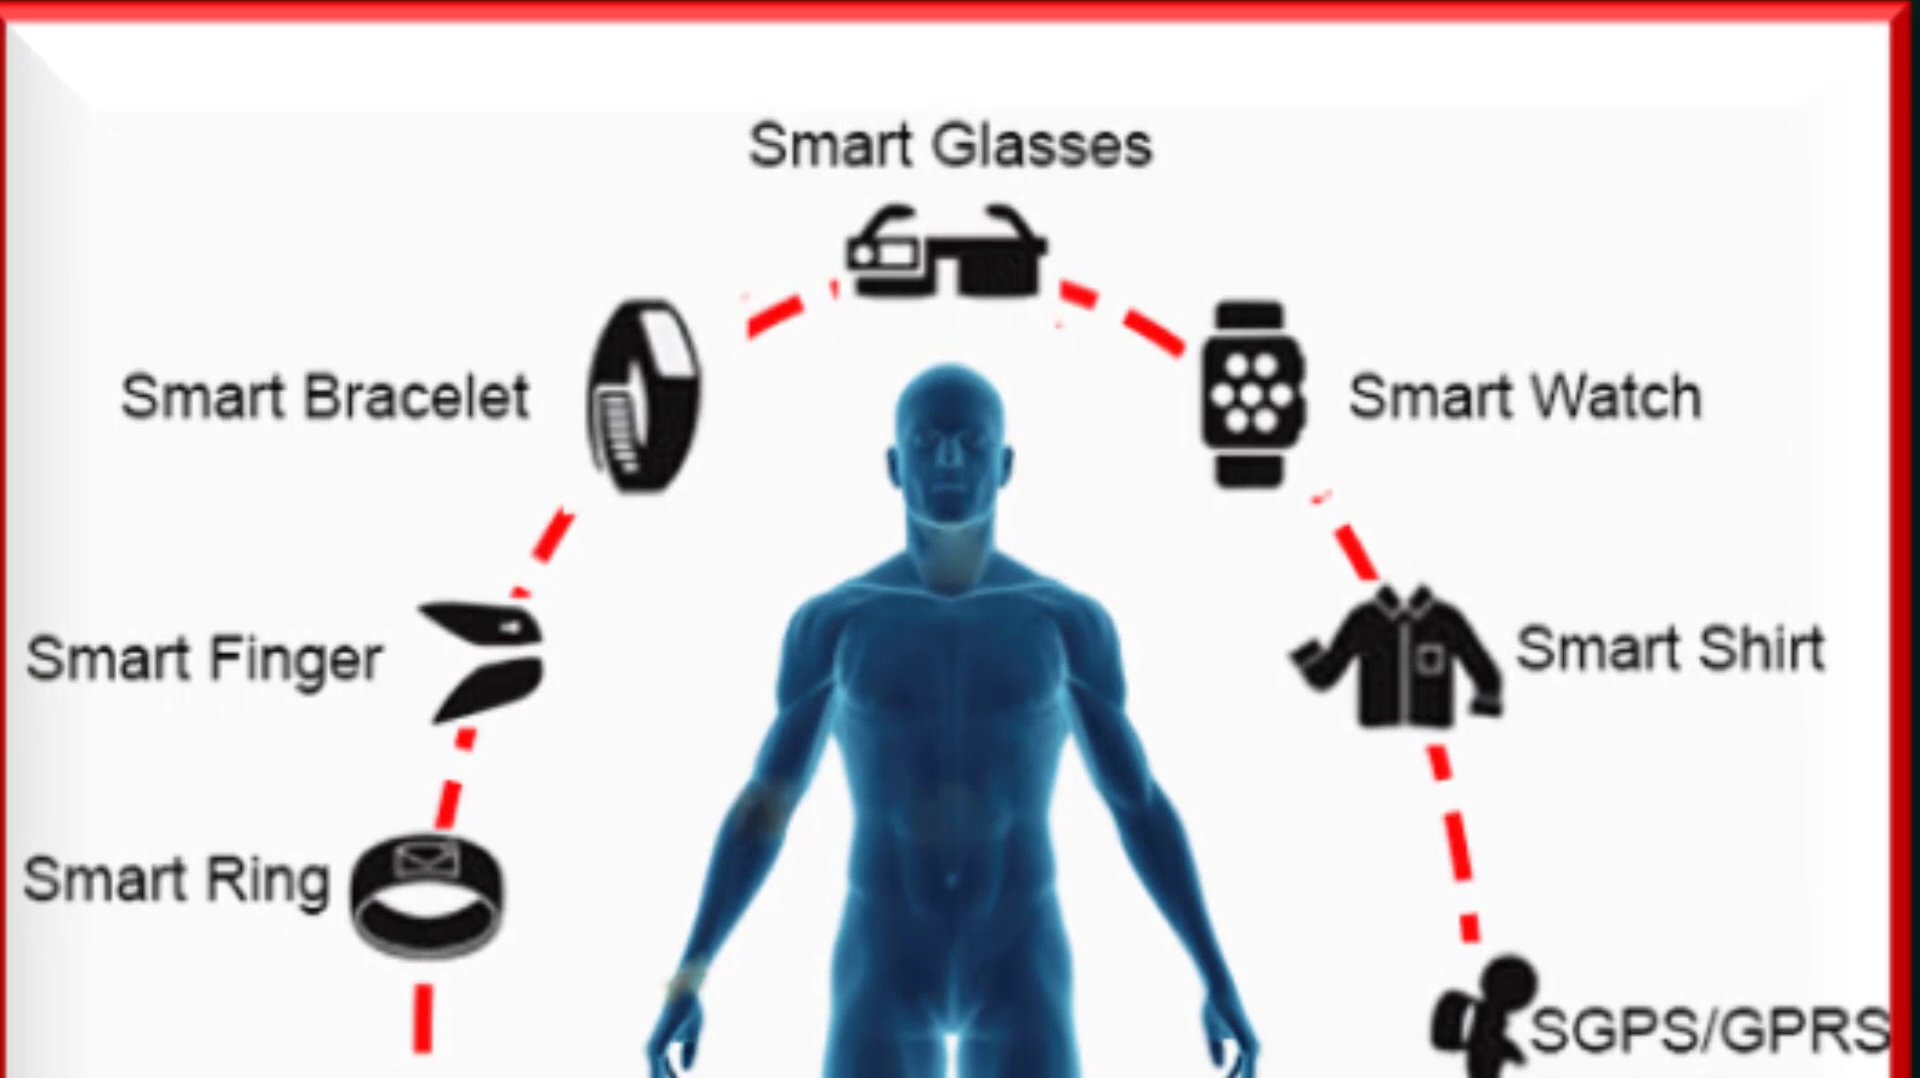 Smart Glasses
Smart Bracelet
Smart Watch
Smart Finger
Smart Shirt
Smart Ring
SGPS/GPRS